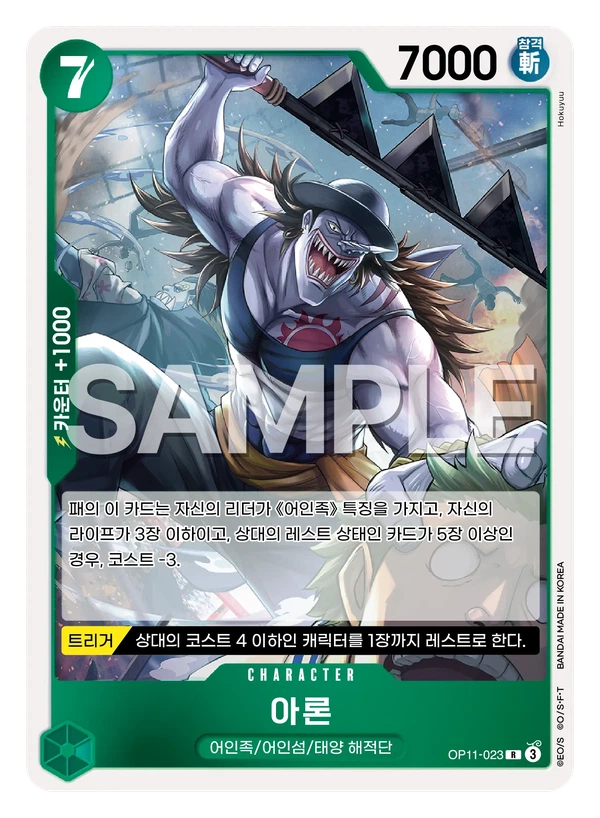 7
7000
참격
斬
Hokuyuu
⚡카운터 +1000
SAMPLE
패의 이 카드는 자신의 리더가 《어인족》 특징을 가지고, 자신의
라이프가 3장 이하이고, 상대의 레스트 상태인 카드가 5장 이상인
경우, 코스트 -3.
트리거 상대의 코스트 4 이하인 캐릭터를 1장까지 레스트로 한다.
CHARACTER
아론
어인족/어인섬/태양 해적단
OP11-023 R 3
©EO/S ©O/S·F·T BANDAI MADE IN KOREA